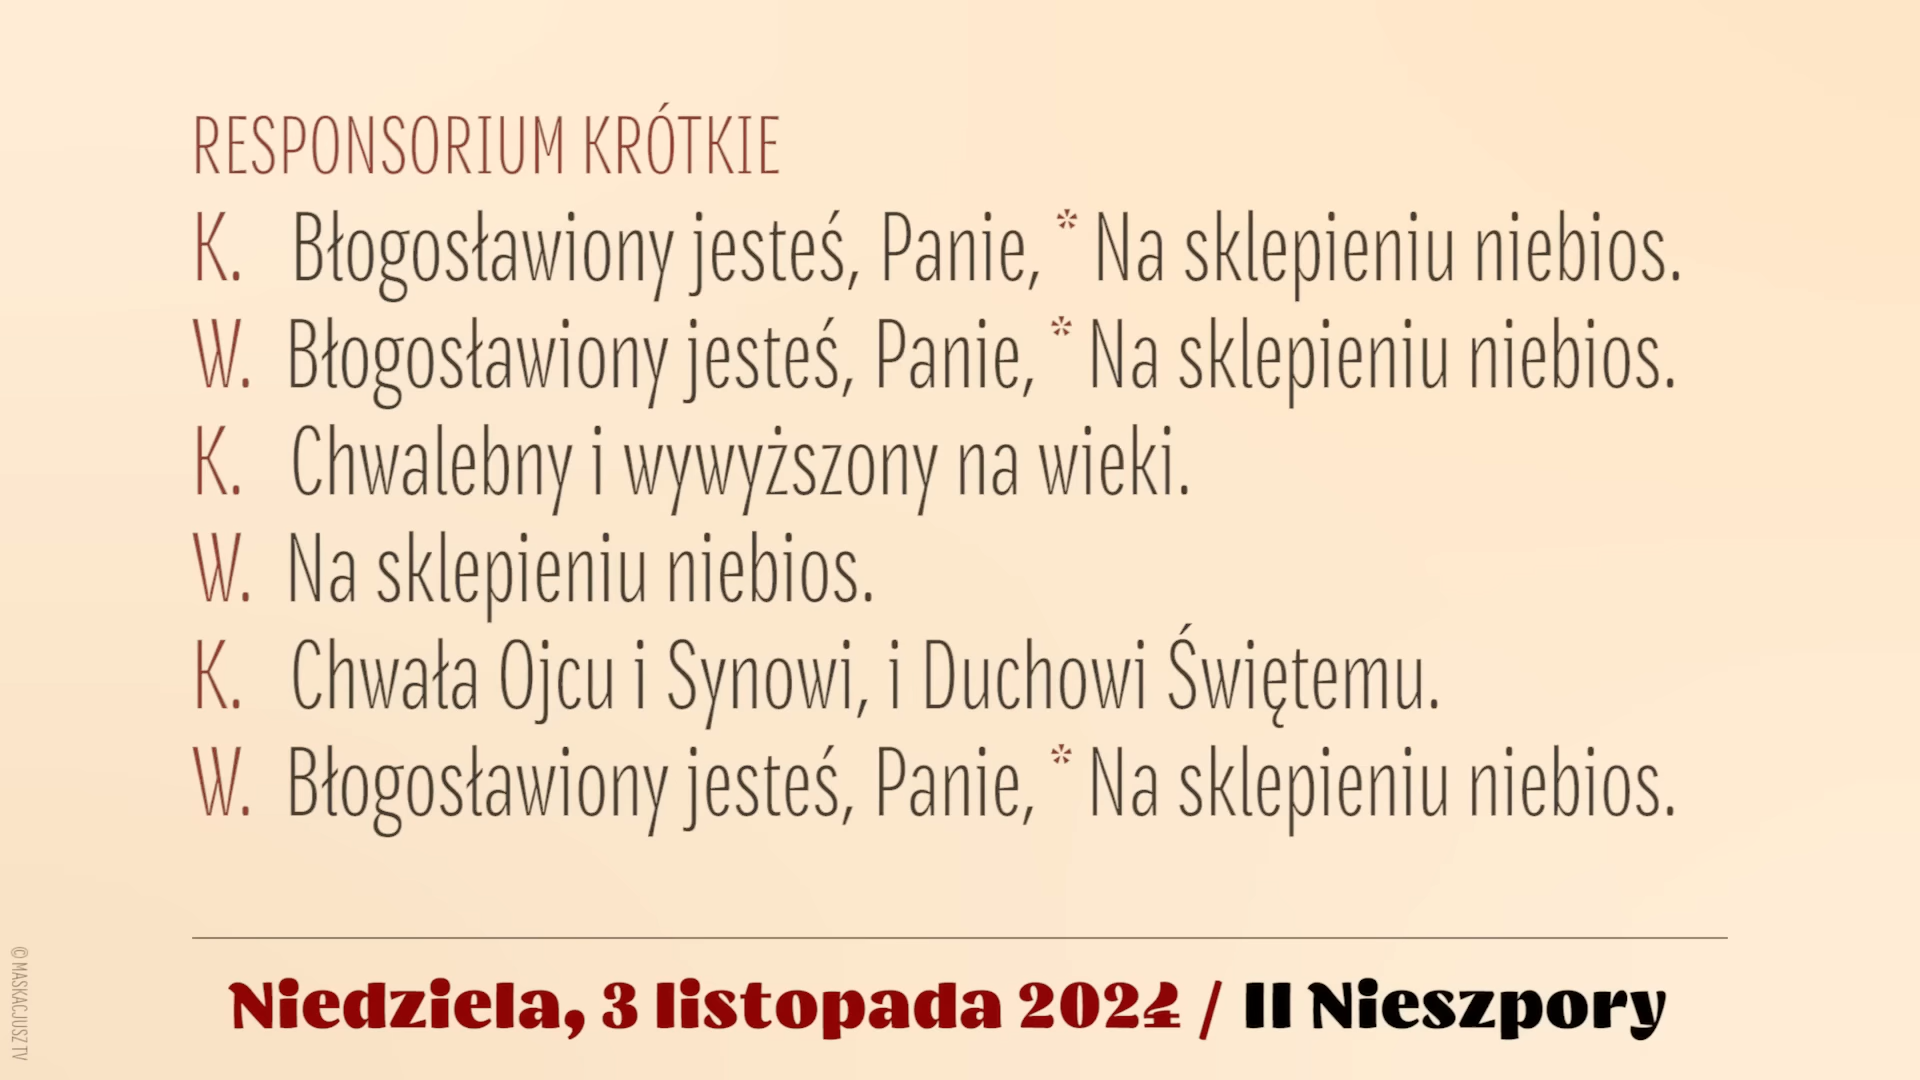 RESPONSORIUM KRÓTKIE
K. Błogosławiony jesteś, Panie, * Na sklepieniu niebios.
W. Błogosławiony jesteś, Panie, * Na sklepieniu niebios.
K. Chwalebny i wywyższony na wieki.
W. Na sklepieniu niebios.
K. Chwała Ojcu i Synowi, i Duchowi Świętemu.
W. Błogosławiony jesteś, Panie, * Na sklepieniu niebios.
Niedziela, 3 listopada 2024 / II Nieszpory
© MASKACJUSZ TV